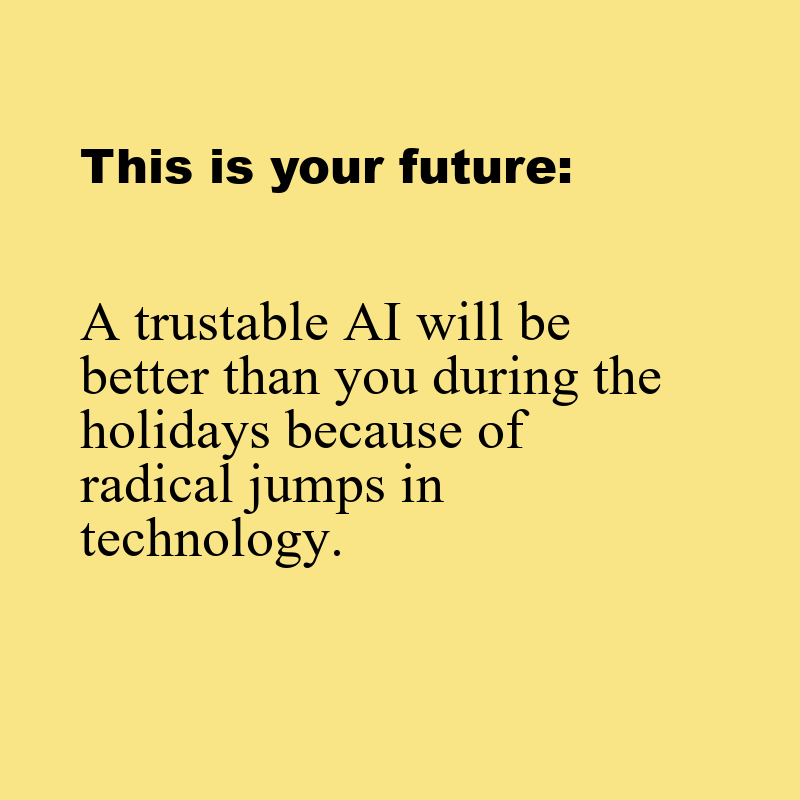 This is your future:
A trustable AI will be
better than you during the
holidays because of
radical jumps in
technology.